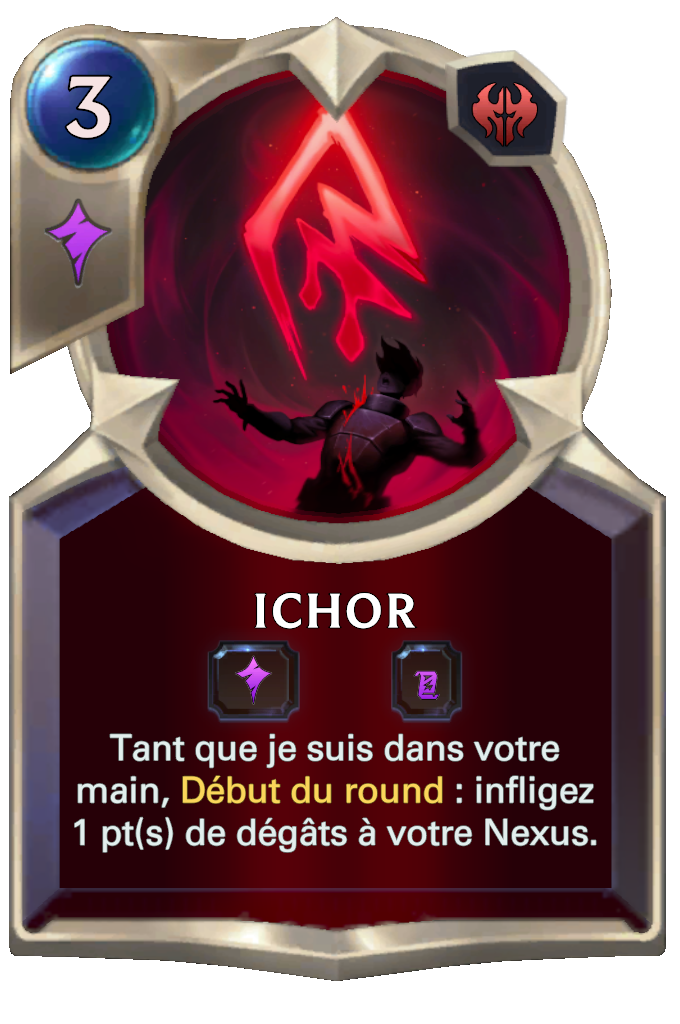 3
ICHOR
Tant que je suis dans votre
main, Début du round : infligez
1 pt(s) de dégâts à votre Nexus.